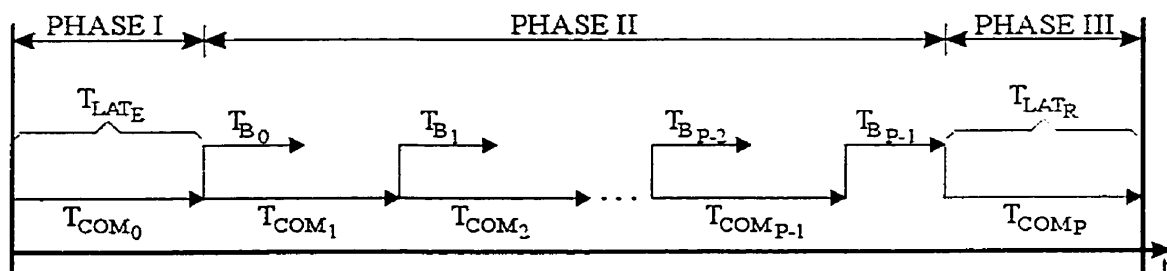 PHASE I PHASE II PHASE III
T_LAT_E T_B_0 T_B_1 T_B_P-2 T_B_P-1 T_LAT_R
...
T_COM_0 T_COM_1 T_COM_2 T_COM_P-1 T_COM_P
t